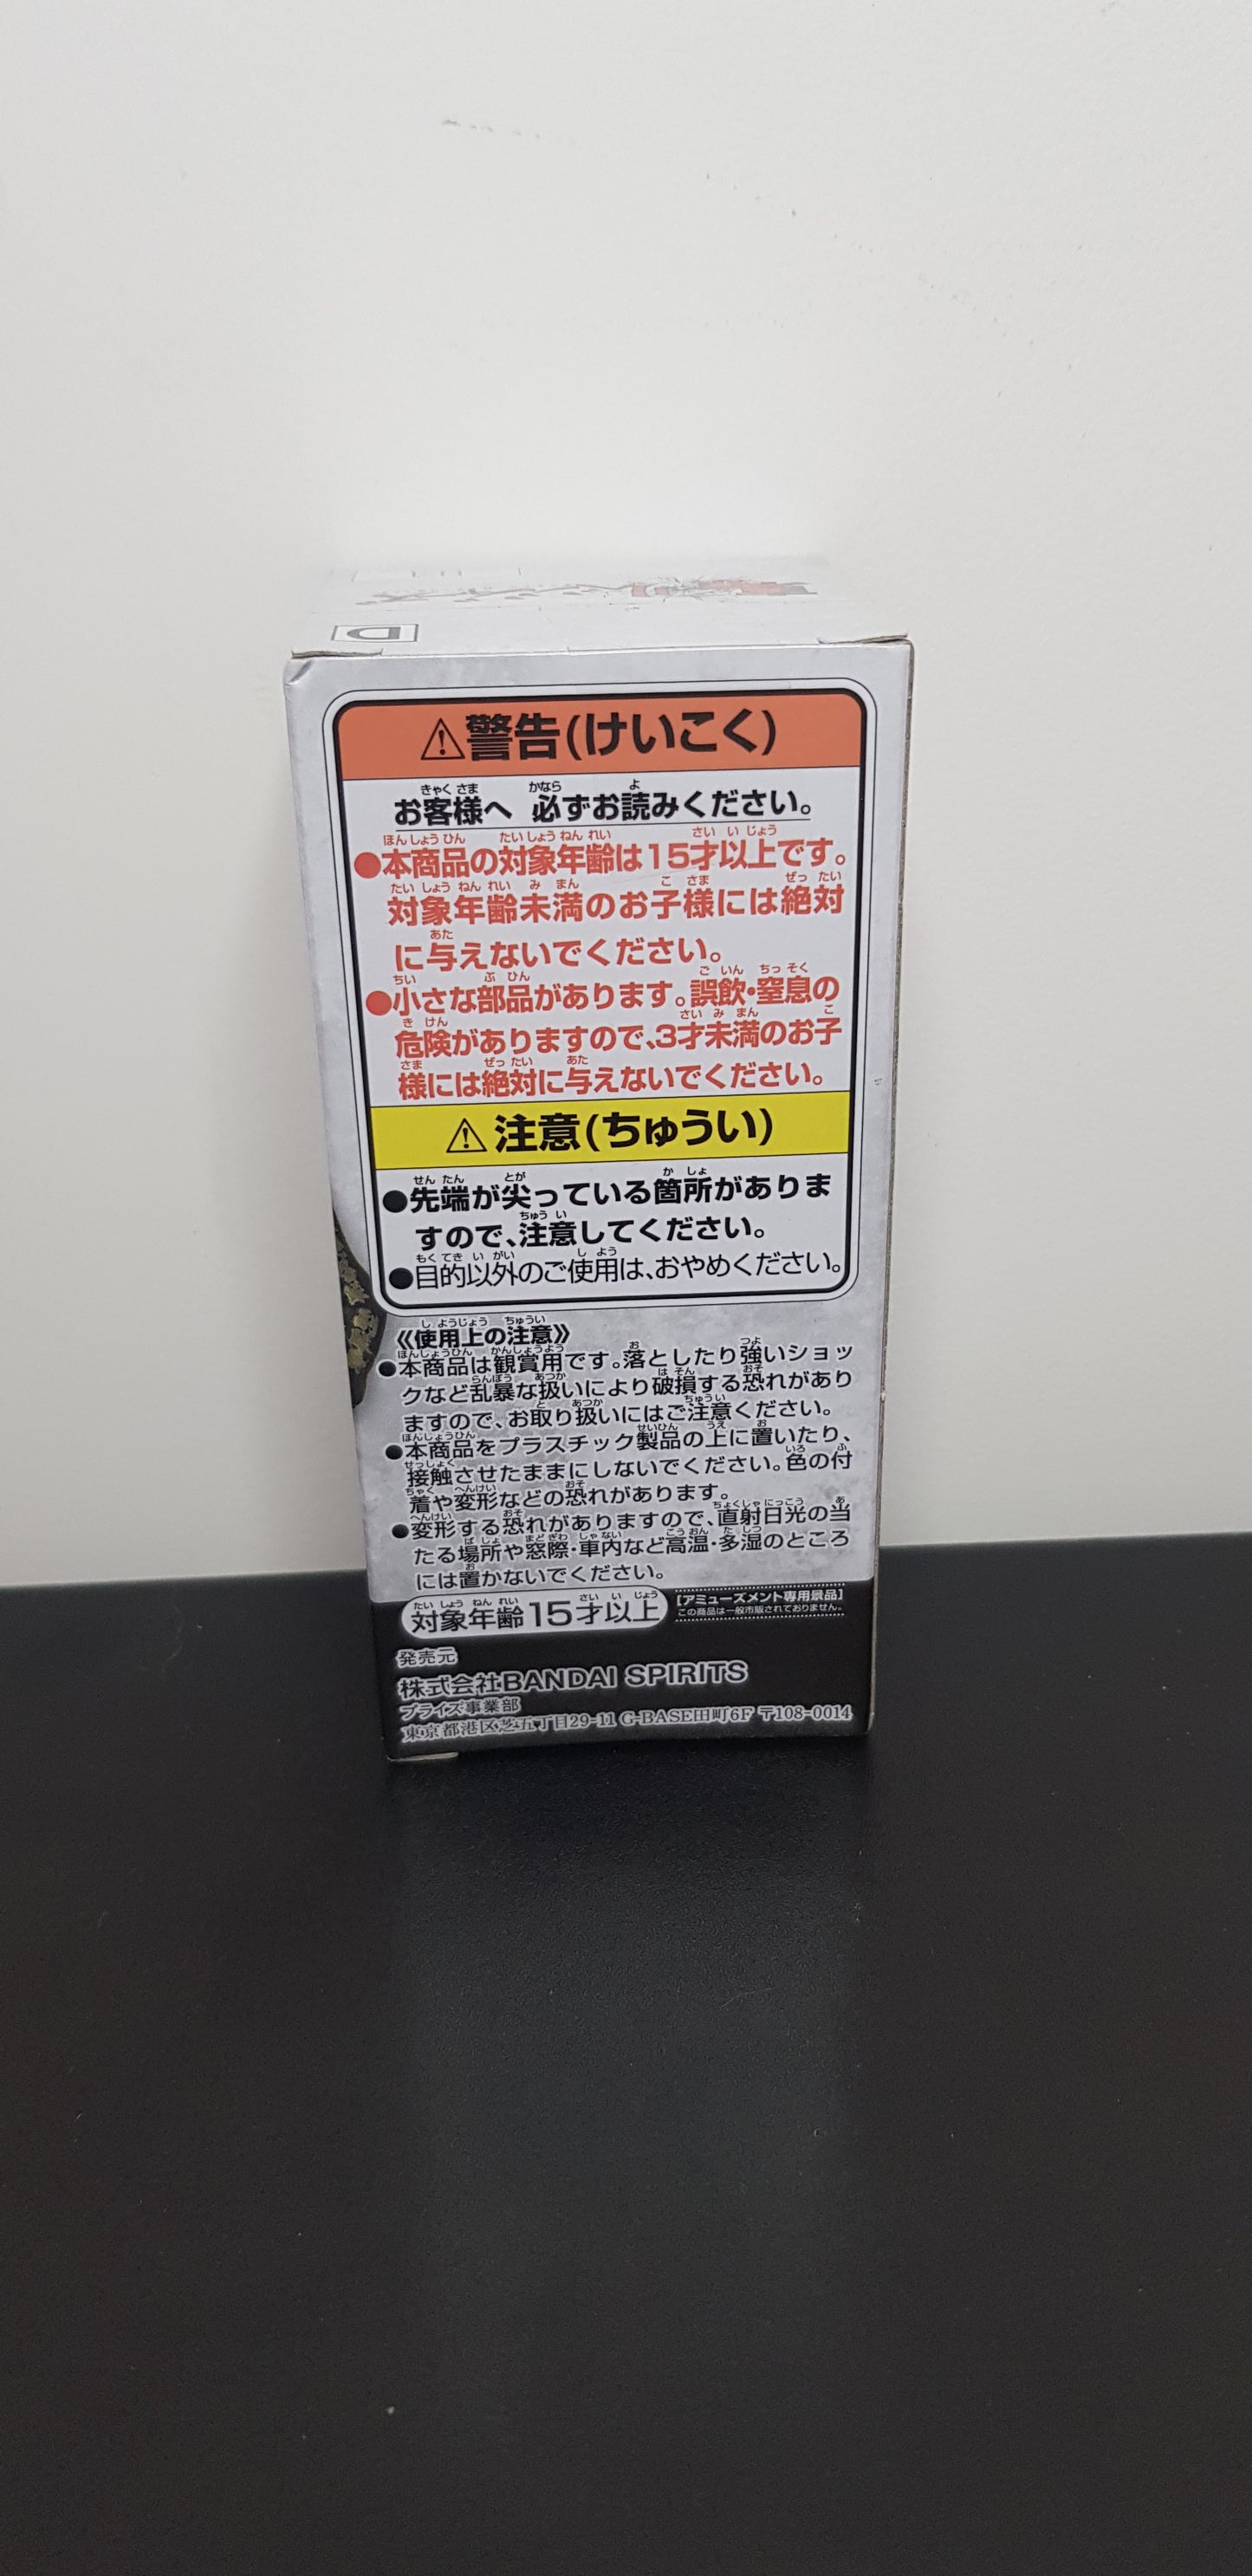 D
⚠警告(けいこく)
お客様へ 必ずお読みください。
●本商品の対象年齢は15才以上です。
対象年齢未満のお子様には絶対
に与えないでください。
●小さな部品があります。誤飲・窒息の
危険がありますので、3才未満のお子
様には絶対に与えないでください。
⚠注意(ちゅうい)
●先端が尖っている箇所がありま
すので、注意してください。
●目的以外のご使用は、おやめください。
《使用上の注意》
●本商品は観賞用です。落としたり強いショッ
クなど乱暴な扱いにより破損する恐れがあり
ますので、お取り扱いにはご注意ください。
●本商品をプラスチック製品の上に置いたり、
接触させたままにしないでください。色の付
着や変形などの恐れがあります。
●変形する恐れがありますので、直射日光の当
たる場所や窓際・車内など高温・多湿のところ
には置かないでください。
対象年齢15才以上
[アミューズメント専用景品]
この商品は一般市販されておりません。
発売元
株式会社BANDAI SPIRITS
プライズ事業部
東京都港区芝五丁目29-11 G-BASE田町6F 〒108-0014